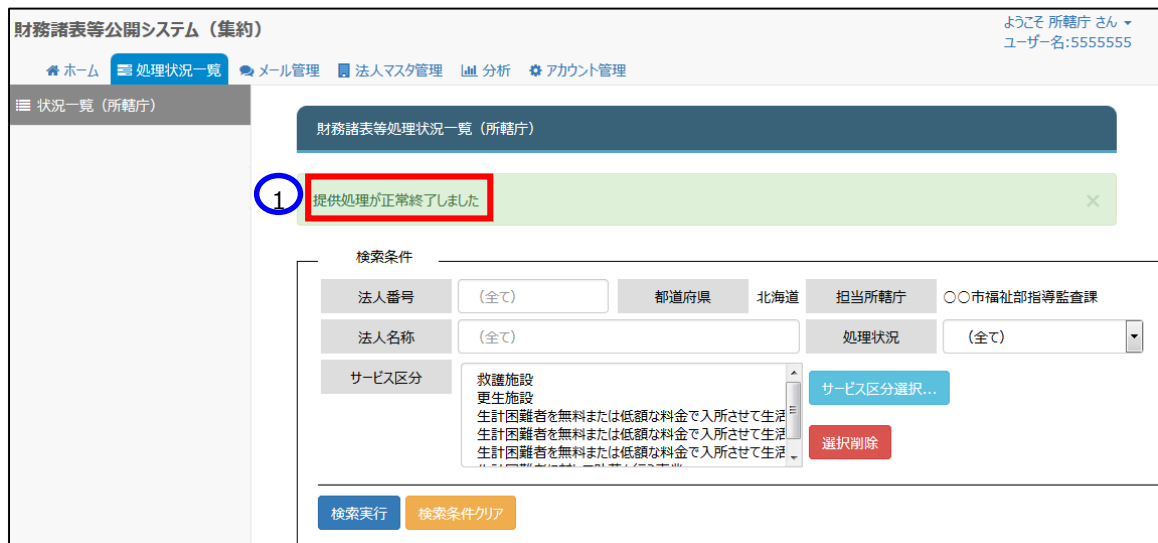 財務諸表等公開システム（集約）
ようこそ 所轄庁 さん
ユーザー名:5555555
ホーム 処理状況一覧 メール管理 法人マスタ管理 分析 アカウント管理
状況一覧（所轄庁）
財務諸表等処理状況一覧（所轄庁）
1 提供処理が正常終了しました ×
検索条件
法人番号 （全て） 都道府県 北海道 担当所轄庁 ○○市福祉部指導監査課
法人名称 （全て） 処理状況 （全て）
サービス区分 救護施設 サービス区分選択...
更生施設
生計困難者を無料または低額な料金で入所させて生活
生計困難者を無料または低額な料金で入所させて生活
生計困難者を無料または低額な料金で入所させて生活
選択削除
検索実行 検索条件クリア